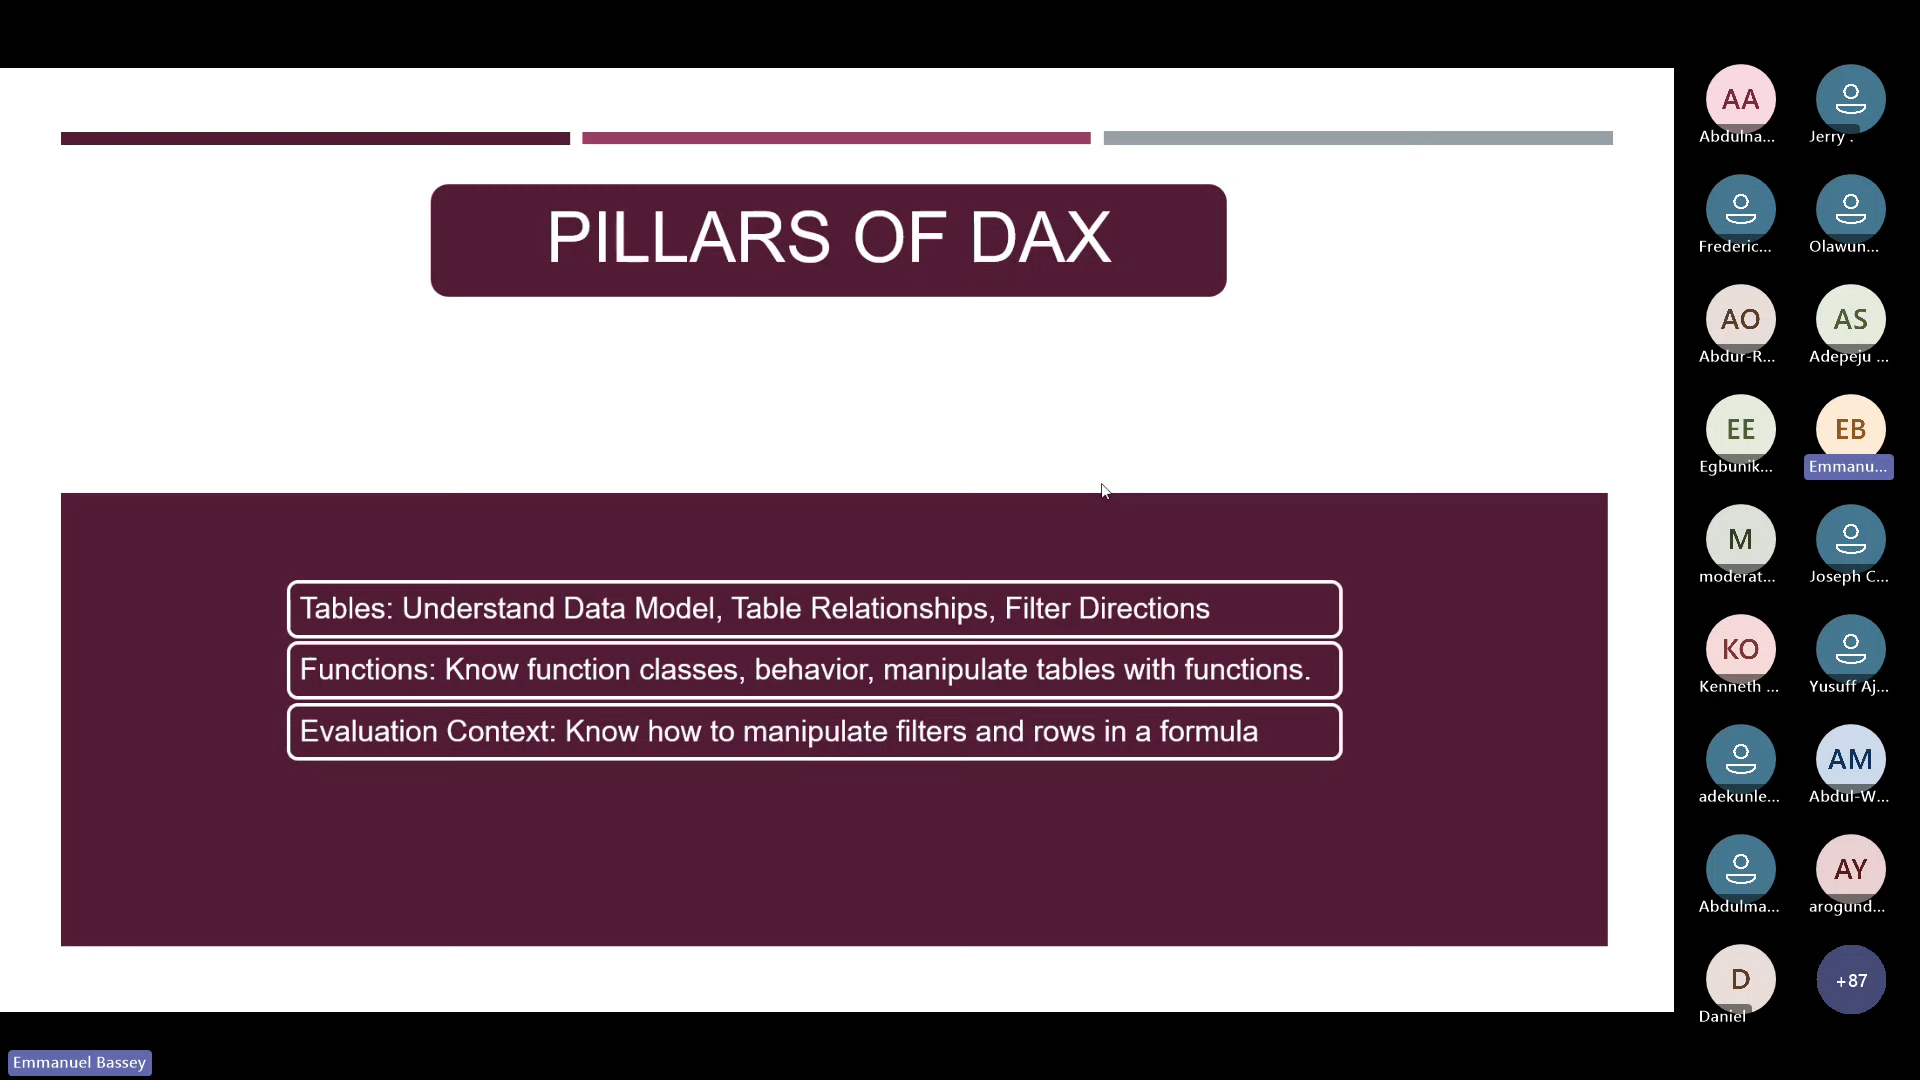 PILLARS OF DAX
Tables: Understand Data Model, Table Relationships, Filter Directions
Functions: Know function classes, behavior, manipulate tables with functions.
Evaluation Context: Know how to manipulate filters and rows in a formula
AA
Abdulna...
Jerry .
Frederic...
Olawun...
AO
Abdur-R...
AS
Adepeju ...
EE
Egbunik...
EB
Emmanu...
M
moderat...
Joseph C...
KO
Kenneth ...
Yusuff Aj...
adekunle...
AM
Abdul-W...
Abdulma...
AY
arogund...
D
Daniel
+87
Emmanuel Bassey